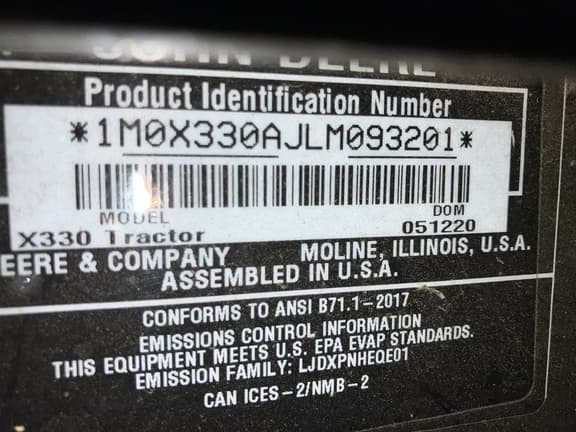 JOHN DEERE
Product Identification Number
*1M0X330AJLM093201*
MODEL DOM
X330 Tractor 051220
EERE & COMPANY MOLINE, ILLINOIS, U.S.A.
ASSEMBLED IN U.S.A.
CONFORMS TO ANSI B71.1-2017
EMISSIONS CONTROL INFORMATION
THIS EQUIPMENT MEETS U.S. EPA EVAP STANDARDS.
EMISSION FAMILY: LJDXPNHEQE01
CAN ICES-2/NMB-2